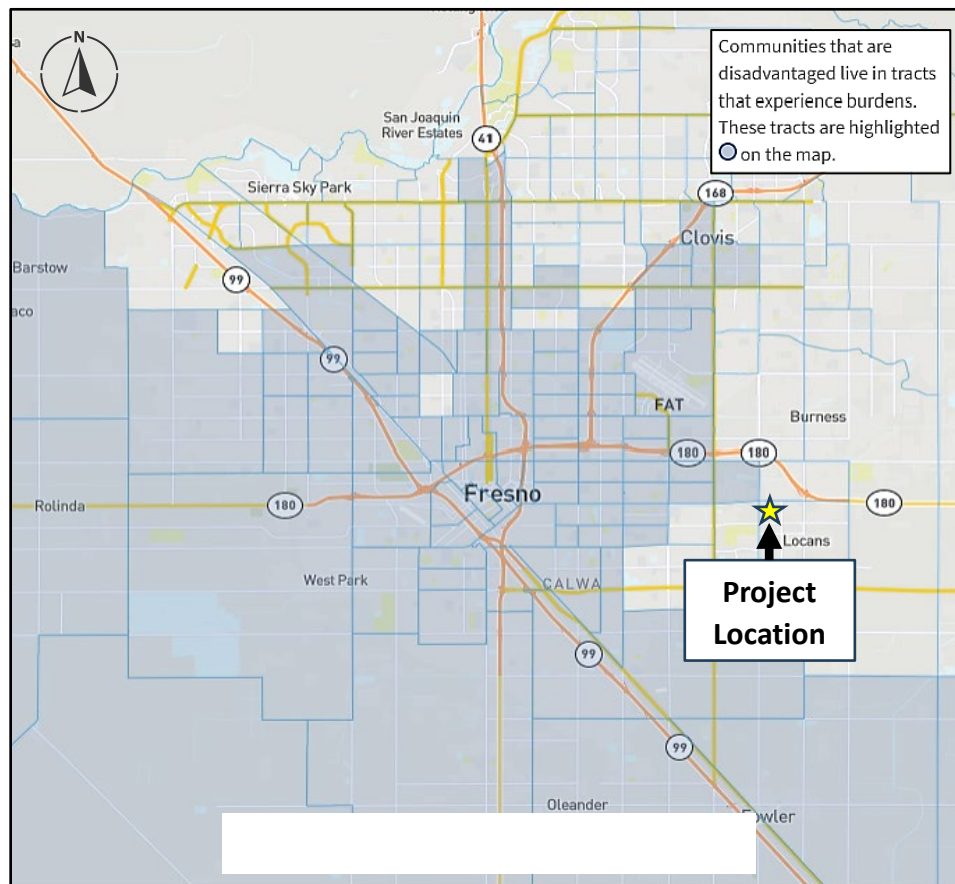 N
Communities that are
disadvantaged live in tracts
that experience burdens.
These tracts are highlighted
on the map.
San Joaquin
River Estates
41
Sierra Sky Park
168
Clovis
Barstow
99
aco
99
FAT
Burness
180
180
Fresno
Rolinda
180
180
Locans
West Park
CALWA
Project
Location
99
99
Oleander
Fowler